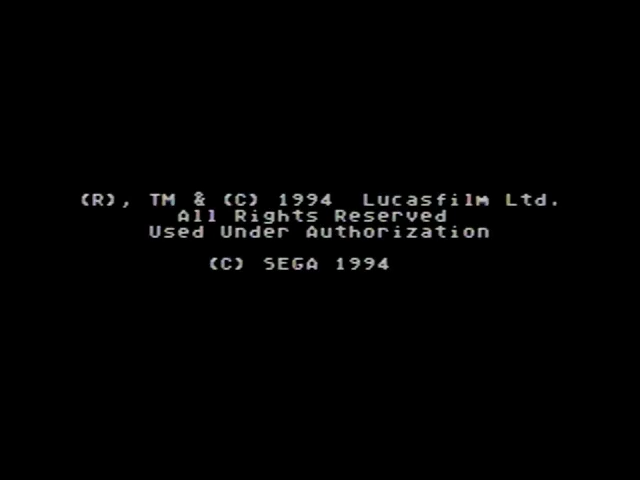 (R), TM & (C) 1994 Lucasfilm Ltd.
All Rights Reserved
Used Under Authorization
(C) SEGA 1994